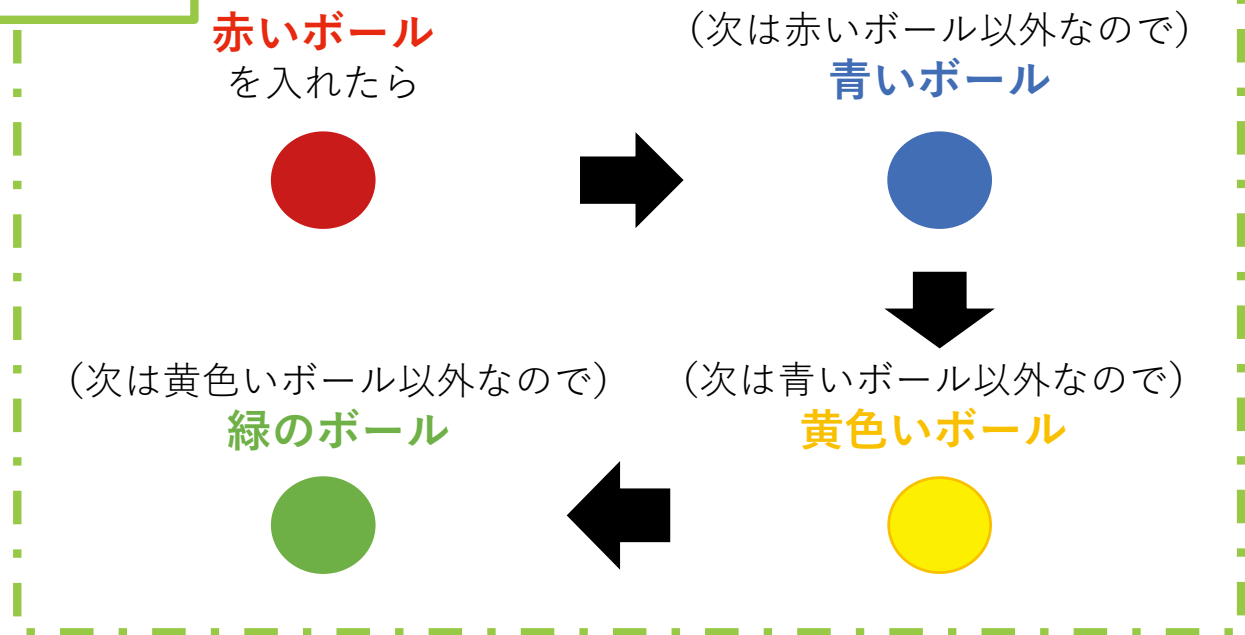 赤いボール
を入れたら
（次は赤いボール以外なので）
青いボール
（次は青いボール以外なので）
黄色いボール
（次は黄色いボール以外なので）
緑のボール